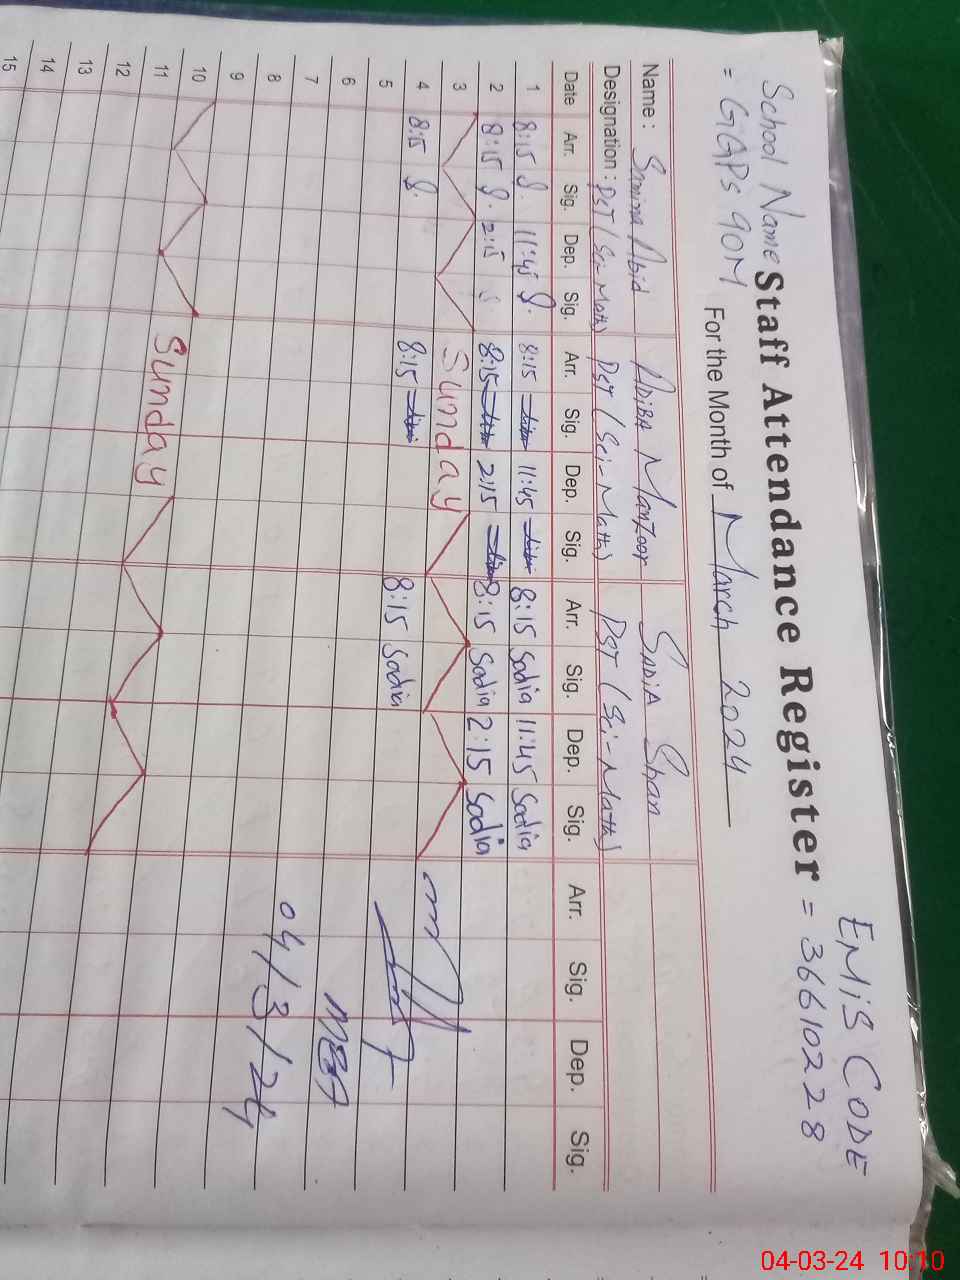 School Name
= GGPS 90M
EMiS CODE
= 36610228
Staff Attendance Register
For the Month of March 2024
Name : Samina Abid ADiBA Manzoor SADiA Shan
Designation : PST (Sci-Math) PST (Sci-Math) PST (Sci-Math)
Date Arr. Sig. Dep. Sig. Arr. Sig. Dep. Sig. Arr. Sig. Dep. Sig. Arr. Sig. Dep. Sig.
1 8:15 11:45 8:15 11:45 8:15 Sadia 11:45 Sadia
2 8:15 2:15 8:15 2:15 8:15 Sadia 2:15 Sadia
3 Sunday
4 8:15 8:15 8:15 Sadia
5
6
7
8 04/3/24
9
10 Sunday
11
12
13
14
15
04-03-24 10:10